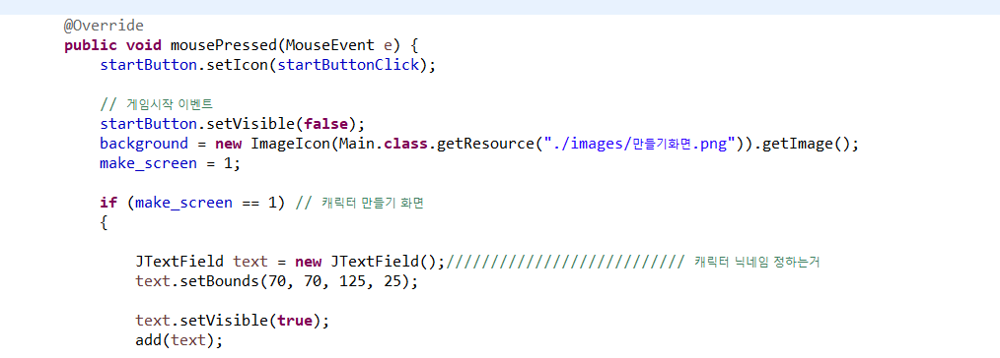 @Override
public void mousePressed(MouseEvent e) {
startButton.setIcon(startButtonClick);
// 게임시작 이벤트
startButton.setVisible(false);
background = new ImageIcon(Main.class.getResource("./images/만들기화면.png")).getImage();
make_screen = 1;
if (make_screen == 1) // 캐릭터 만들기 화면
{
JTextField text = new JTextField();/////////////////////////// 캐릭터 닉네임 정하는거
text.setBounds(70, 70, 125, 25);
text.setVisible(true);
add(text);